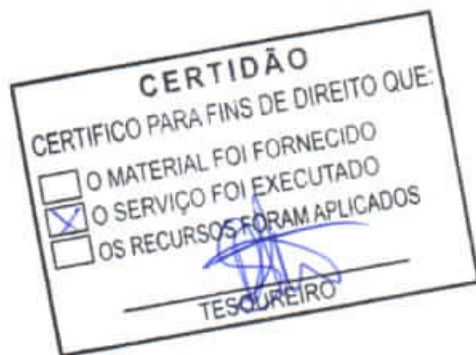 CERTIDÃO
CERTIFICO PARA FINS DE DIREITO QUE:
O MATERIAL FOI FORNECIDO
O SERVIÇO FOI EXECUTADO
OS RECURSOS FORAM APLICADOS
TESOUREIRO